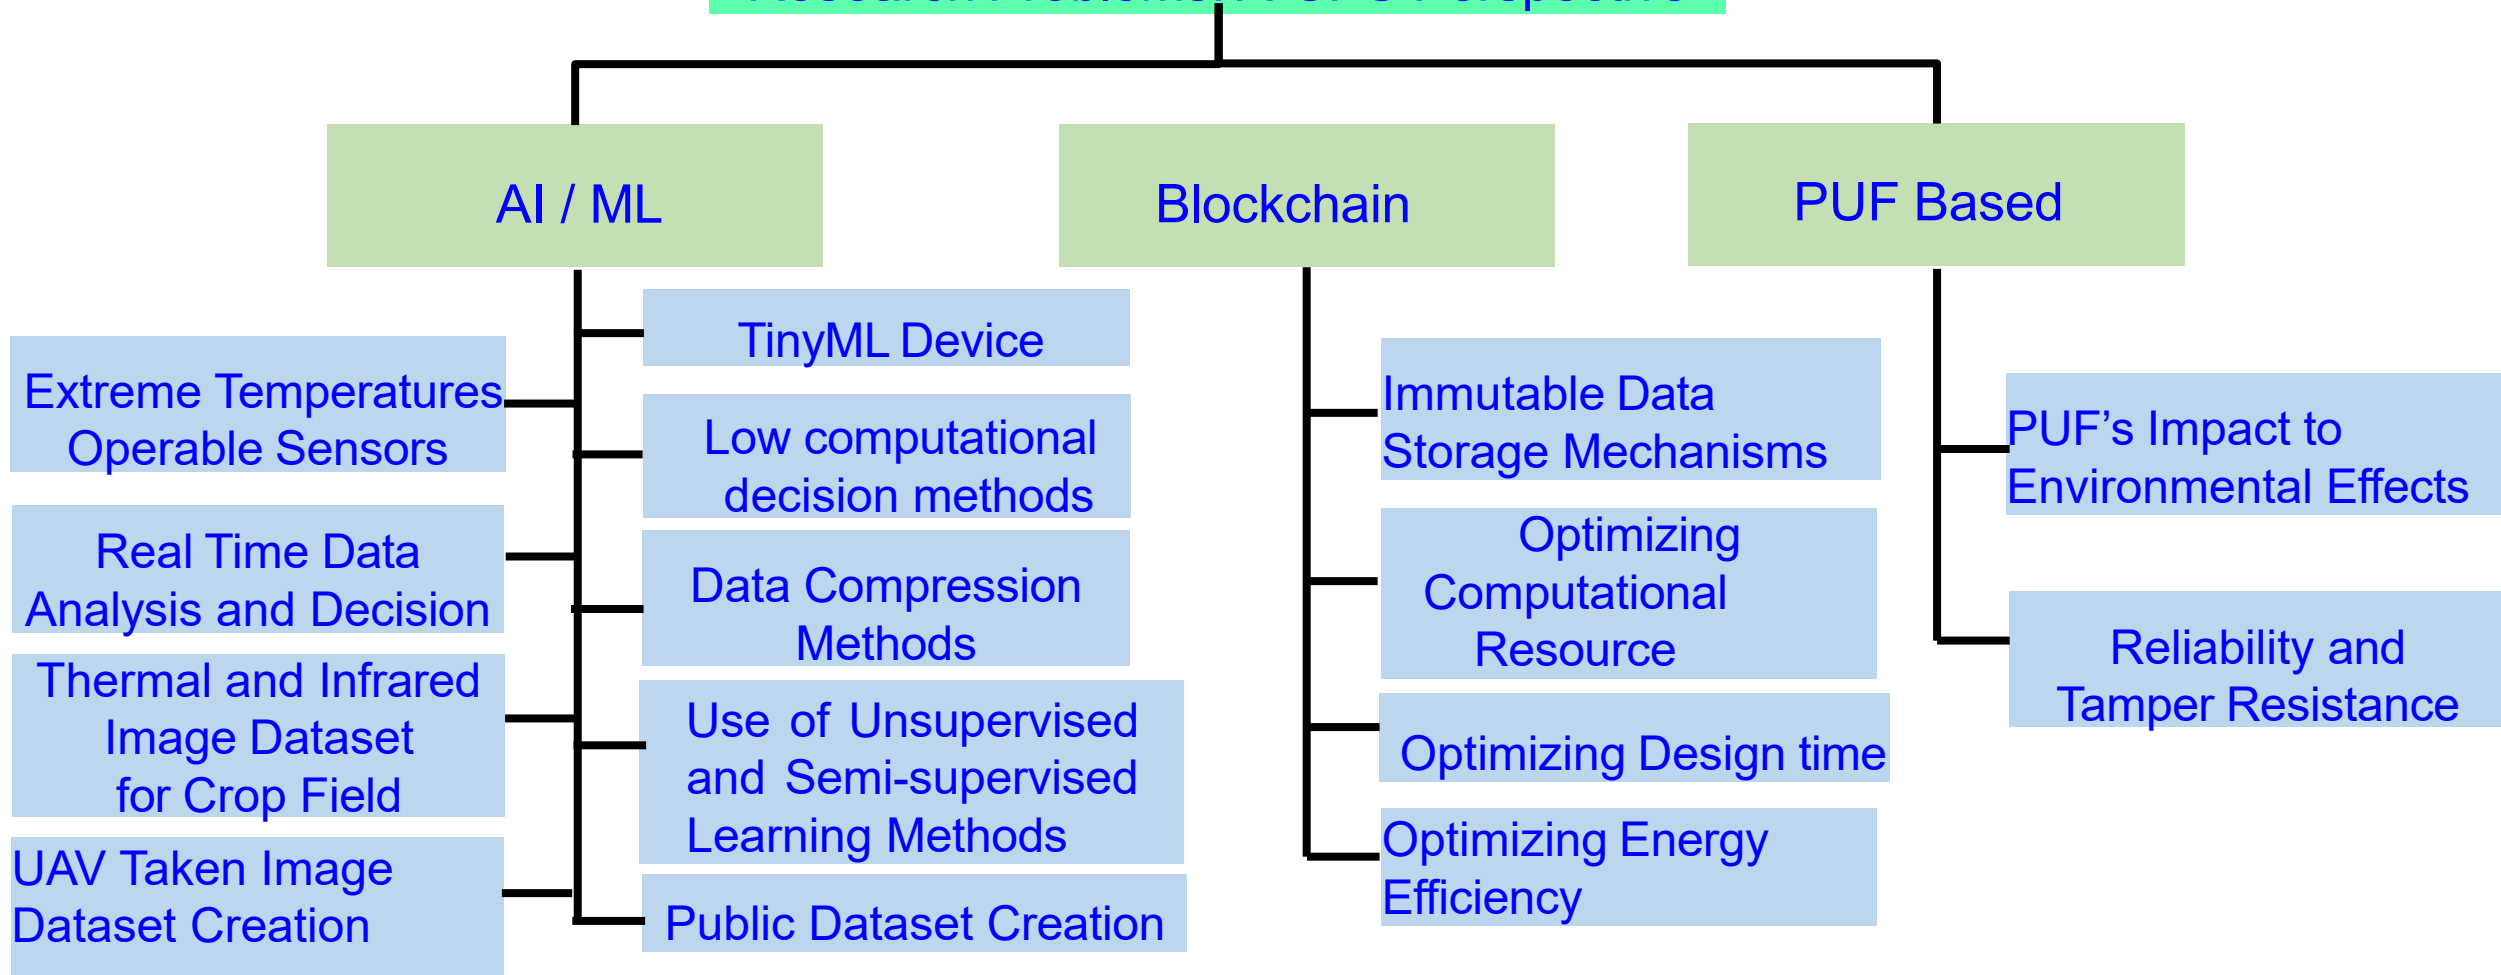 AI / ML
Blockchain
PUF Based
Extreme Temperatures
Operable Sensors
Real Time Data
Analysis and Decision
Thermal and Infrared
Image Dataset
for Crop Field
UAV Taken Image
Dataset Creation
TinyML Device
Low computational
decision methods
Data Compression
Methods
Use of Unsupervised
and Semi-supervised
Learning Methods
Public Dataset Creation
Immutable Data
Storage Mechanisms
Optimizing
Computational
Resource
Optimizing Design time
Optimizing Energy
Efficiency
PUF’s Impact to
Environmental Effects
Reliability and
Tamper Resistance